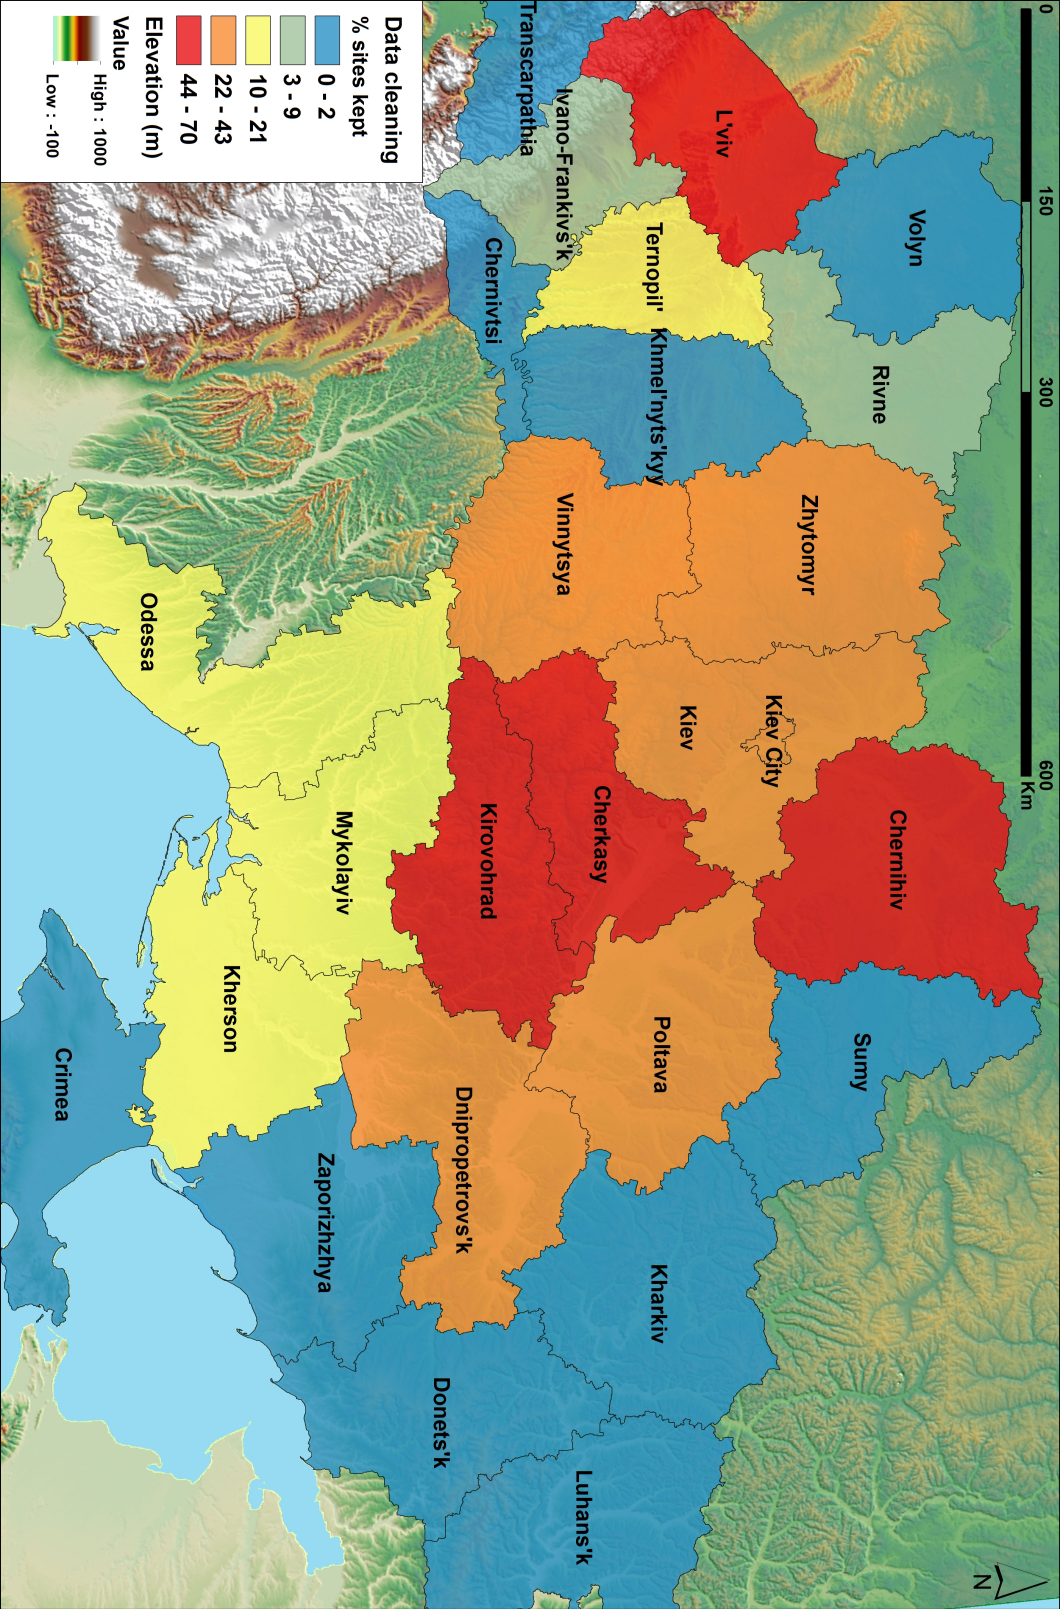 0 150 300 600
Km
N
Volyn
Rivne
Zhytomyr
Chernihiv
Sumy
Kiev City
Kiev
L'viv
Ternopil'
Khmel'nyts'kyy
Cherkasy
Poltava
Kharkiv
Transcarpathia
Ivano-Frankivs'k
Chernivtsi
Vinnytsya
Kirovohrad
Dnipropetrovs'k
Donets'k
Luhans'k
Mykolayiv
Zaporizhzhya
Odessa
Kherson
Crimea
Data cleaning
% sites kept
0 - 2
3 - 9
10 - 21
22 - 43
44 - 70
Elevation (m)
Value
High : 1000
Low : -100